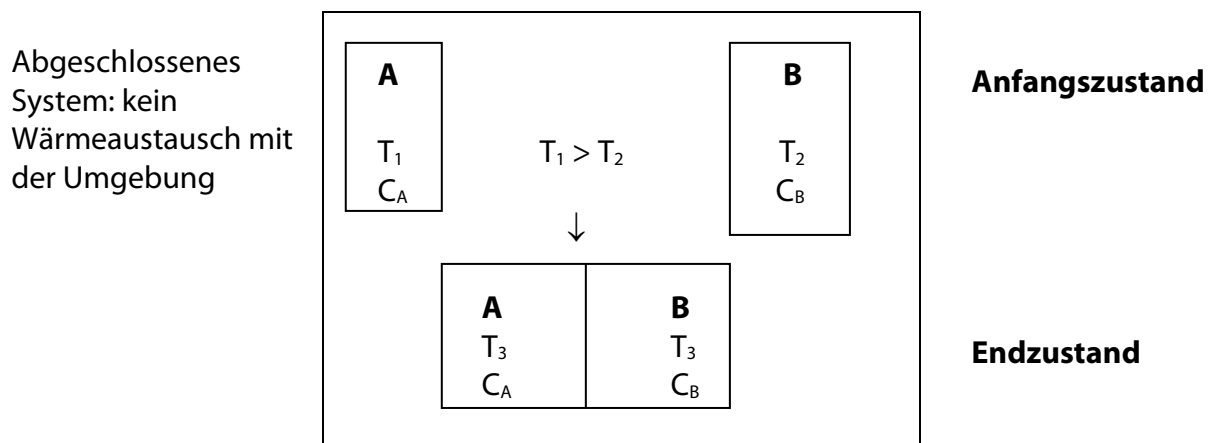 Abgeschlossenes
System: kein
Wärmeaustausch mit
der Umgebung
A B
T₁ T₁ > T₂ T₂
C_A C_B
↓
A B
T₃ T₃
C_A C_B
Anfangszustand
Endzustand